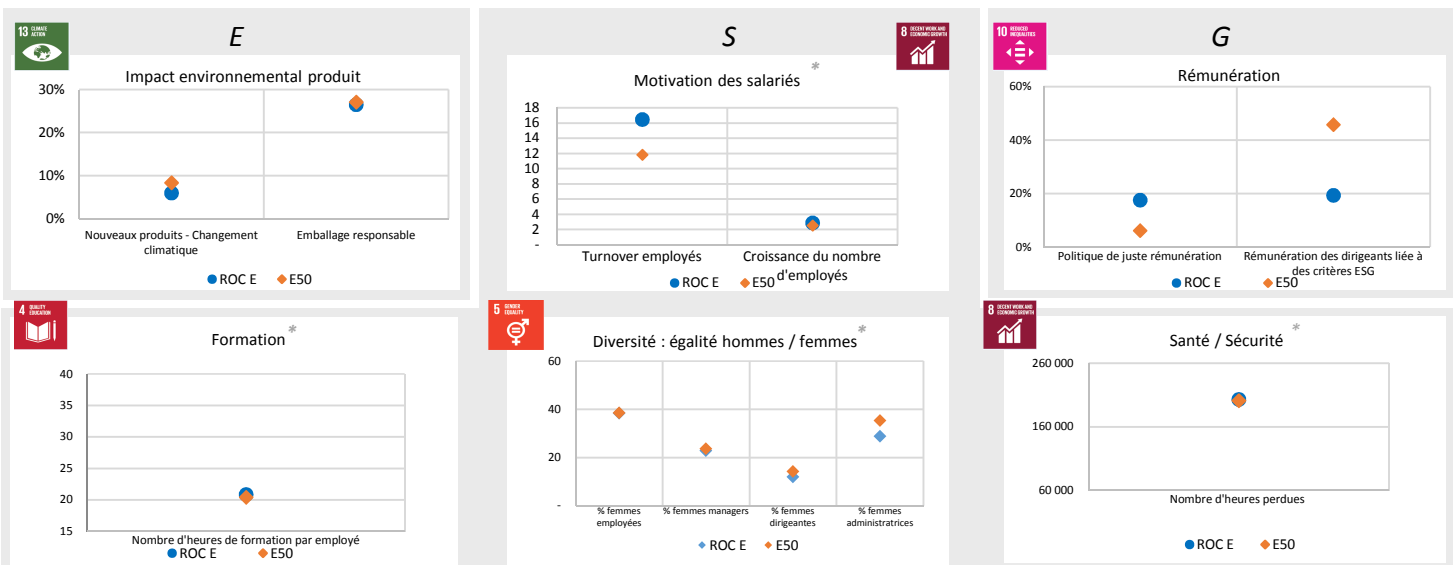 13 CLIMATE ACTION
E
Impact environnemental produit
30%
20%
10%
0%
Nouveaux produits - Changement
climatique
Emballage responsable
ROC E
E50
S
8 DECENT WORK AND ECONOMIC GROWTH
Motivation des salariés *
18
16
14
12
10
8
6
4
2
-
Turnover employés
Croissance du nombre
d'employés
ROC E
E50
10 REDUCED INEQUALITIES
G
Rémunération
60%
40%
20%
0%
Politique de juste rémunération
Rémunération des dirigeants liée à
des critères ESG
ROC E
E50
4 QUALITY EDUCATION
Formation *
40
35
30
25
20
15
Nombre d'heures de formation par employé
ROC E
E50
5 GENDER EQUALITY
Diversité : égalité hommes / femmes *
60
40
20
-
% femmes
employées
% femmes managers
% femmes
dirigeantes
% femmes
administratrices
ROC E
E50
8 DECENT WORK AND ECONOMIC GROWTH
Santé / Sécurité *
260 000
160 000
60 000
Nombre d'heures perdues
ROC E
E50